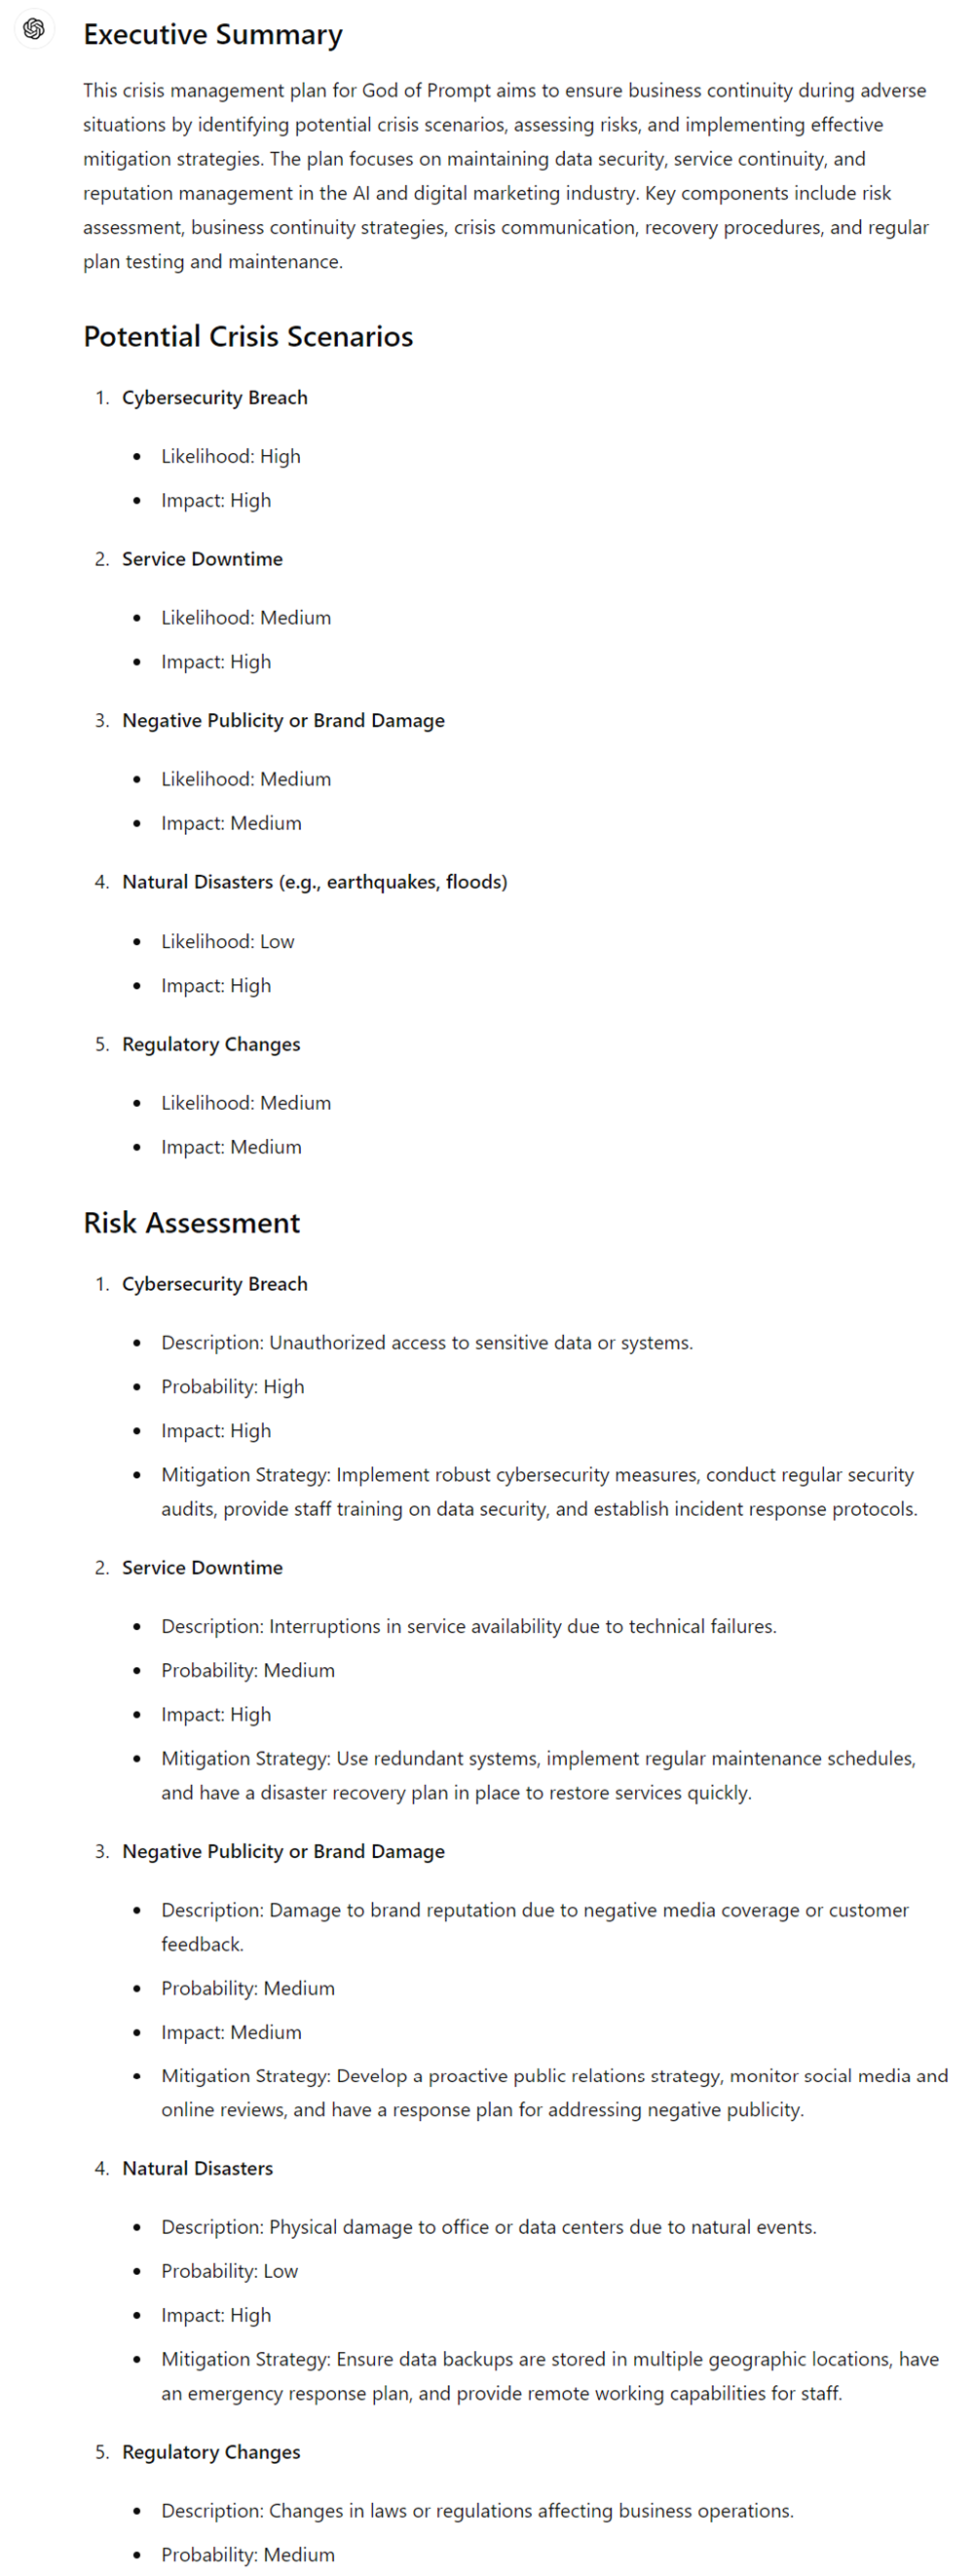 Executive Summary
This crisis management plan for God of Prompt aims to ensure business continuity during adverse
situations by identifying potential crisis scenarios, assessing risks, and implementing effective
mitigation strategies. The plan focuses on maintaining data security, service continuity, and
reputation management in the AI and digital marketing industry. Key components include risk
assessment, business continuity strategies, crisis communication, recovery procedures, and regular
plan testing and maintenance.
Potential Crisis Scenarios
1. Cybersecurity Breach
• Likelihood: High
• Impact: High
2. Service Downtime
• Likelihood: Medium
• Impact: High
3. Negative Publicity or Brand Damage
• Likelihood: Medium
• Impact: Medium
4. Natural Disasters (e.g., earthquakes, floods)
• Likelihood: Low
• Impact: High
5. Regulatory Changes
• Likelihood: Medium
• Impact: Medium
Risk Assessment
1. Cybersecurity Breach
• Description: Unauthorized access to sensitive data or systems.
• Probability: High
• Impact: High
• Mitigation Strategy: Implement robust cybersecurity measures, conduct regular security
audits, provide staff training on data security, and establish incident response protocols.
2. Service Downtime
• Description: Interruptions in service availability due to technical failures.
• Probability: Medium
• Impact: High
• Mitigation Strategy: Use redundant systems, implement regular maintenance schedules,
and have a disaster recovery plan in place to restore services quickly.
3. Negative Publicity or Brand Damage
• Description: Damage to brand reputation due to negative media coverage or customer
feedback.
• Probability: Medium
• Impact: Medium
• Mitigation Strategy: Develop a proactive public relations strategy, monitor social media and
online reviews, and have a response plan for addressing negative publicity.
4. Natural Disasters
• Description: Physical damage to office or data centers due to natural events.
• Probability: Low
• Impact: High
• Mitigation Strategy: Ensure data backups are stored in multiple geographic locations, have
an emergency response plan, and provide remote working capabilities for staff.
5. Regulatory Changes
• Description: Changes in laws or regulations affecting business operations.
• Probability: Medium